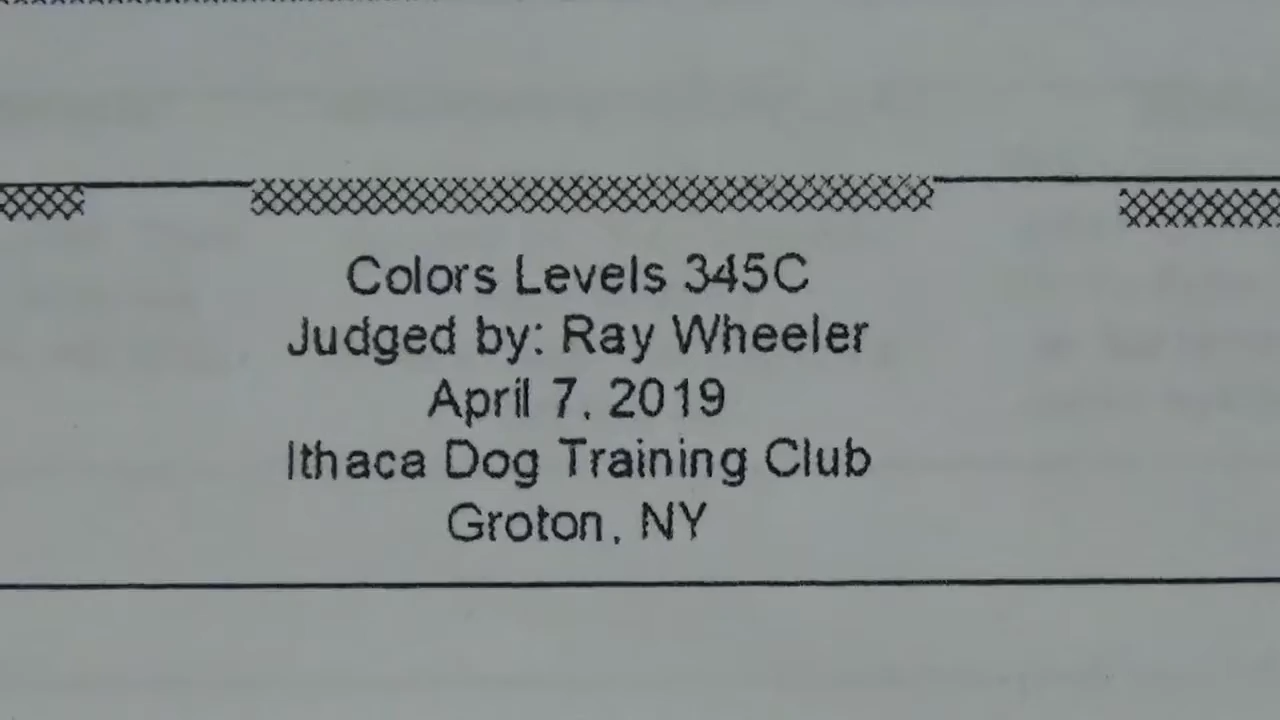 Colors Levels 345C
Judged by: Ray Wheeler
April 7, 2019
Ithaca Dog Training Club
Groton, NY